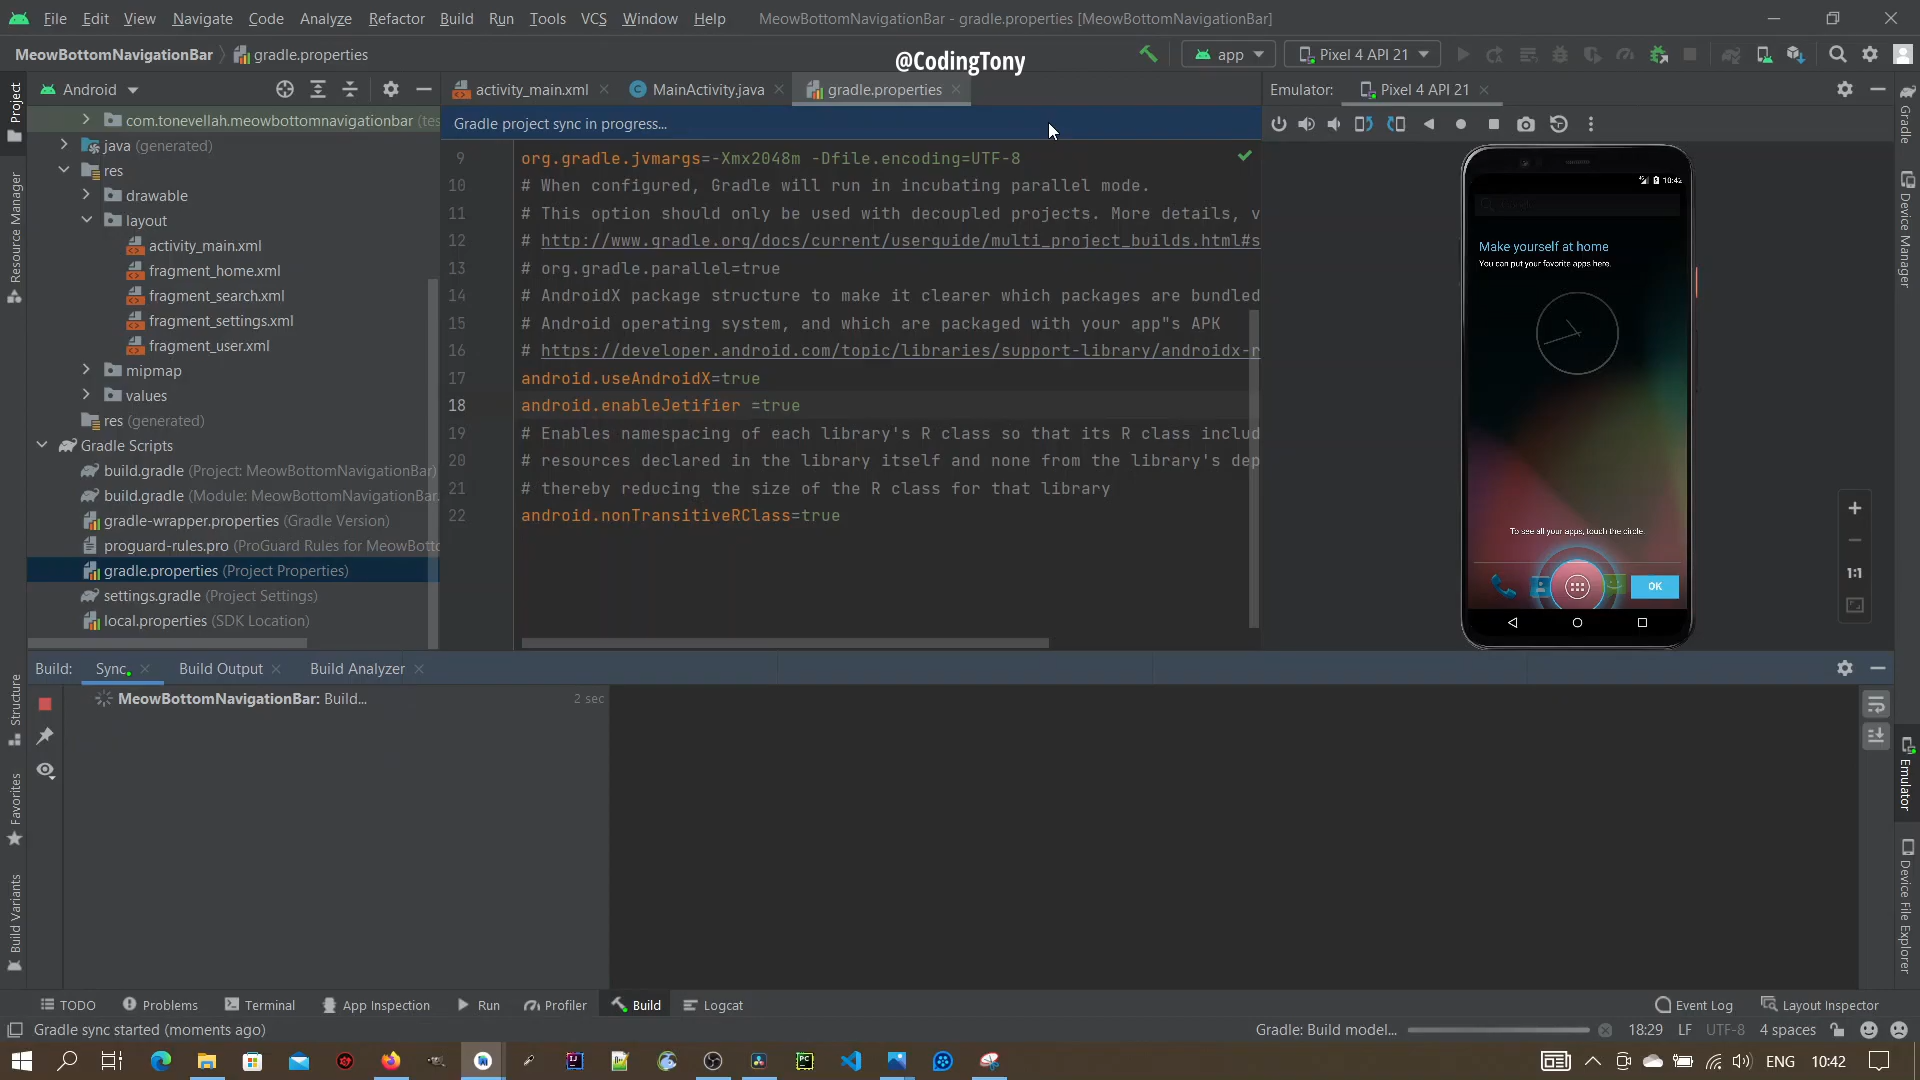 File Edit View Navigate Code Analyze Refactor Build Run Tools VCS Window Help MeowBottomNavigationBar - gradle.properties [MeowBottomNavigationBar]
MeowBottomNavigationBar gradle.properties @CodingTony app Pixel 4 API 21
Android activity_main.xml MainActivity.java gradle.properties Emulator: Pixel 4 API 21
Project
Resource Manager
Structure
Favorites
Build Variants
com.tonevellah.meowbottomnavigationbar (tes
java (generated)
res
drawable
layout
activity_main.xml
fragment_home.xml
fragment_search.xml
fragment_settings.xml
fragment_user.xml
mipmap
values
res (generated)
Gradle Scripts
build.gradle (Project: MeowBottomNavigationBar)
build.gradle (Module: MeowBottomNavigationBar.
gradle-wrapper.properties (Gradle Version)
proguard-rules.pro (ProGuard Rules for MeowBotto
gradle.properties (Project Properties)
settings.gradle (Project Settings)
local.properties (SDK Location)
Gradle project sync in progress...
9 org.gradle.jvmargs=-Xmx2048m -Dfile.encoding=UTF-8
10 # When configured, Gradle will run in incubating parallel mode.
11 # This option should only be used with decoupled projects. More details, v
12 # http://www.gradle.org/docs/current/userguide/multi_project_builds.html#s
13 # org.gradle.parallel=true
14 # AndroidX package structure to make it clearer which packages are bundled
15 # Android operating system, and which are packaged with your app"s APK
16 # https://developer.android.com/topic/libraries/support-library/androidx-r
17 android.useAndroidX=true
18 android.enableJetifier =true
19 # Enables namespacing of each library's R class so that its R class includ
20 # resources declared in the library itself and none from the library's dep
21 # thereby reducing the size of the R class for that library
22 android.nonTransitiveRClass=true
10:42
Make yourself at home
You can put your favorite apps here.
To see all your apps, touch the circle.
OK
1:1
Gradle
Device Manager
Emulator
Device File Explorer
Build: Sync Build Output Build Analyzer
MeowBottomNavigationBar: Build... 2 sec
TODO Problems Terminal App Inspection Run Profiler Build Logcat Event Log Layout Inspector
Gradle sync started (moments ago) Gradle: Build model... 18:29 LF UTF-8 4 spaces
ENG 10:42